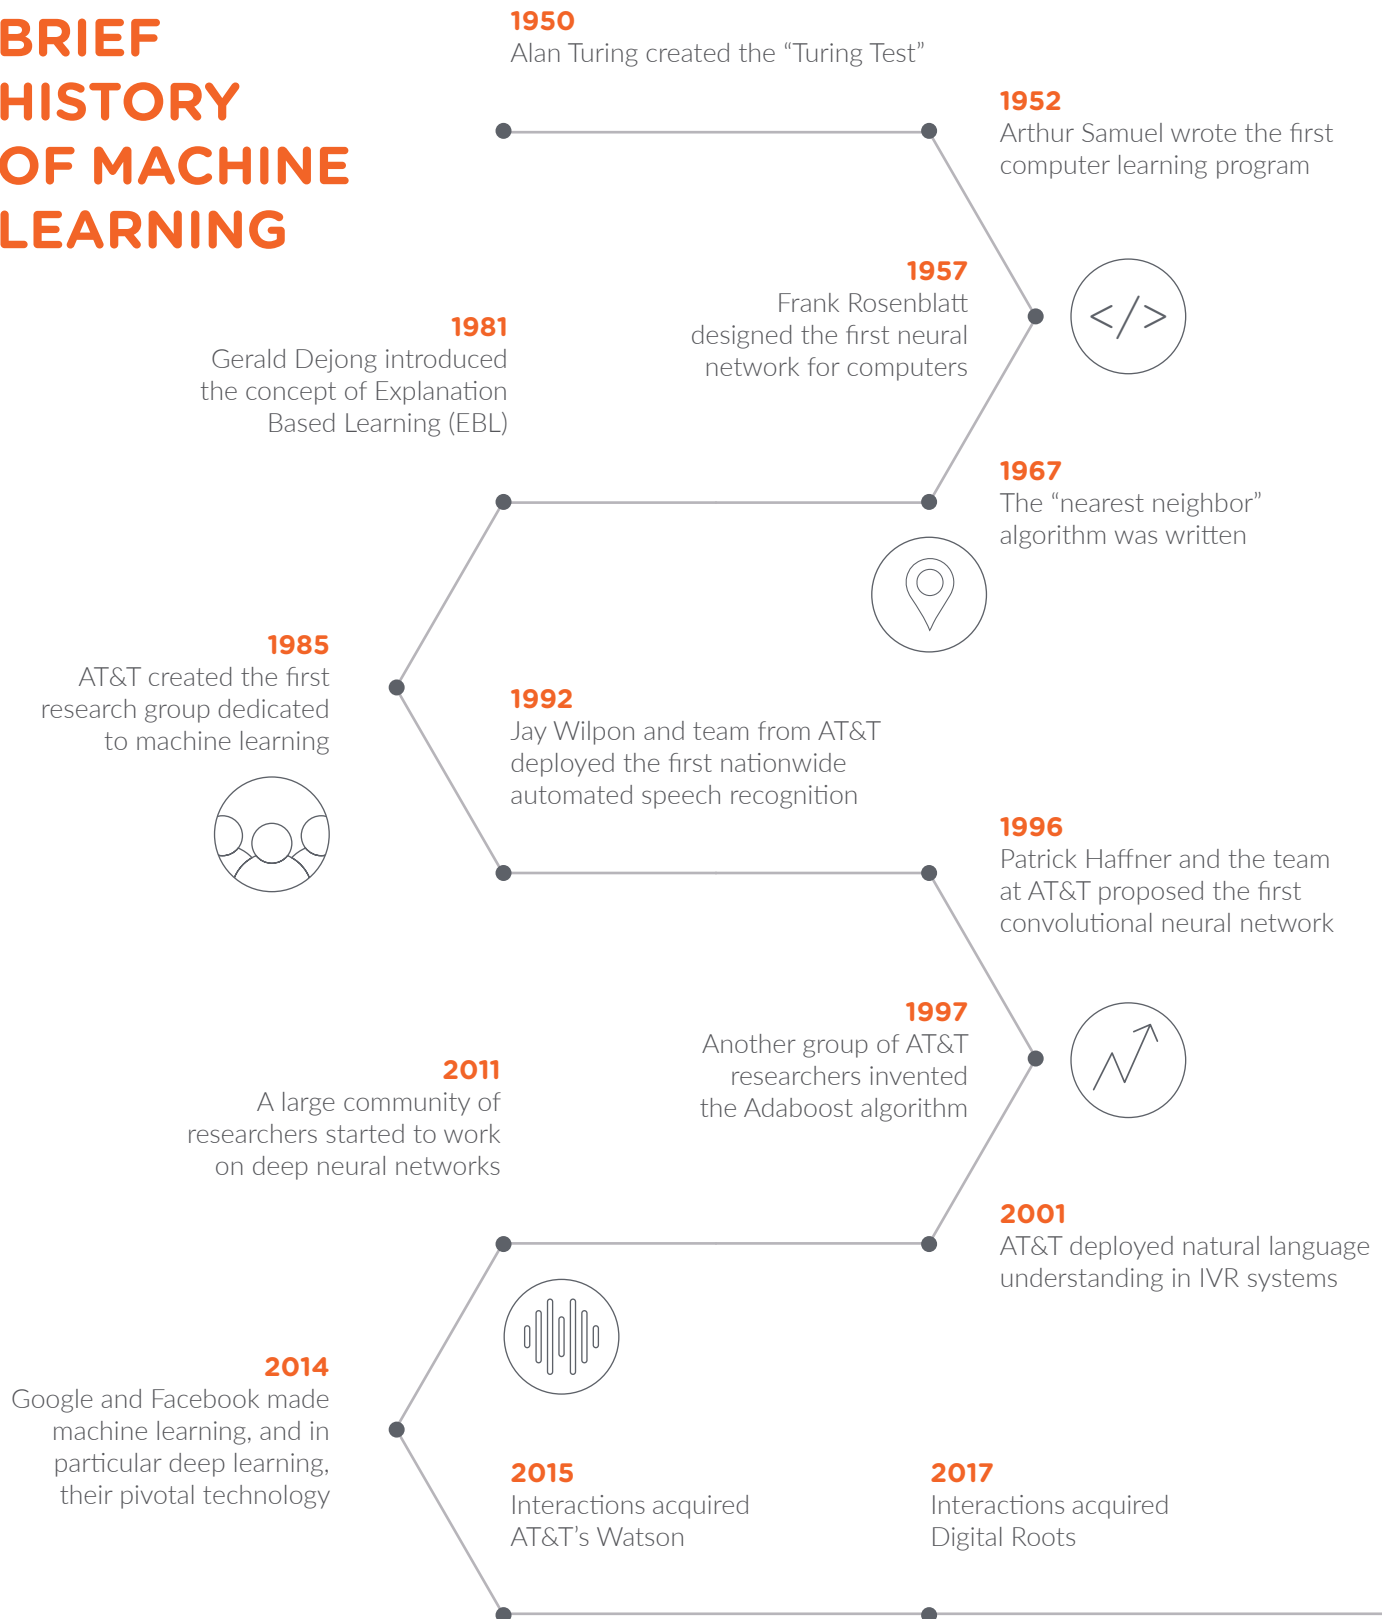 BRIEF
HISTORY
OF MACHINE
LEARNING
1950
Alan Turing created the “Turing Test”
1952
Arthur Samuel wrote the first
computer learning program
1957
Frank Rosenblatt
designed the first neural
network for computers
1967
The “nearest neighbor”
algorithm was written
1981
Gerald Dejong introduced
the concept of Explanation
Based Learning (EBL)
1985
AT&T created the first
research group dedicated
to machine learning
1992
Jay Wilpon and team from AT&T
deployed the first nationwide
automated speech recognition
1996
Patrick Haffner and the team
at AT&T proposed the first
convolutional neural network
</>
1997
Another group of AT&T
researchers invented
the Adaboost algorithm
2001
AT&T deployed natural language
understanding in IVR systems
2011
A large community of
researchers started to work
on deep neural networks
2014
Google and Facebook made
machine learning, and in
particular deep learning,
their pivotal technology
2015
Interactions acquired
AT&T’s Watson
2017
Interactions acquired
Digital Roots